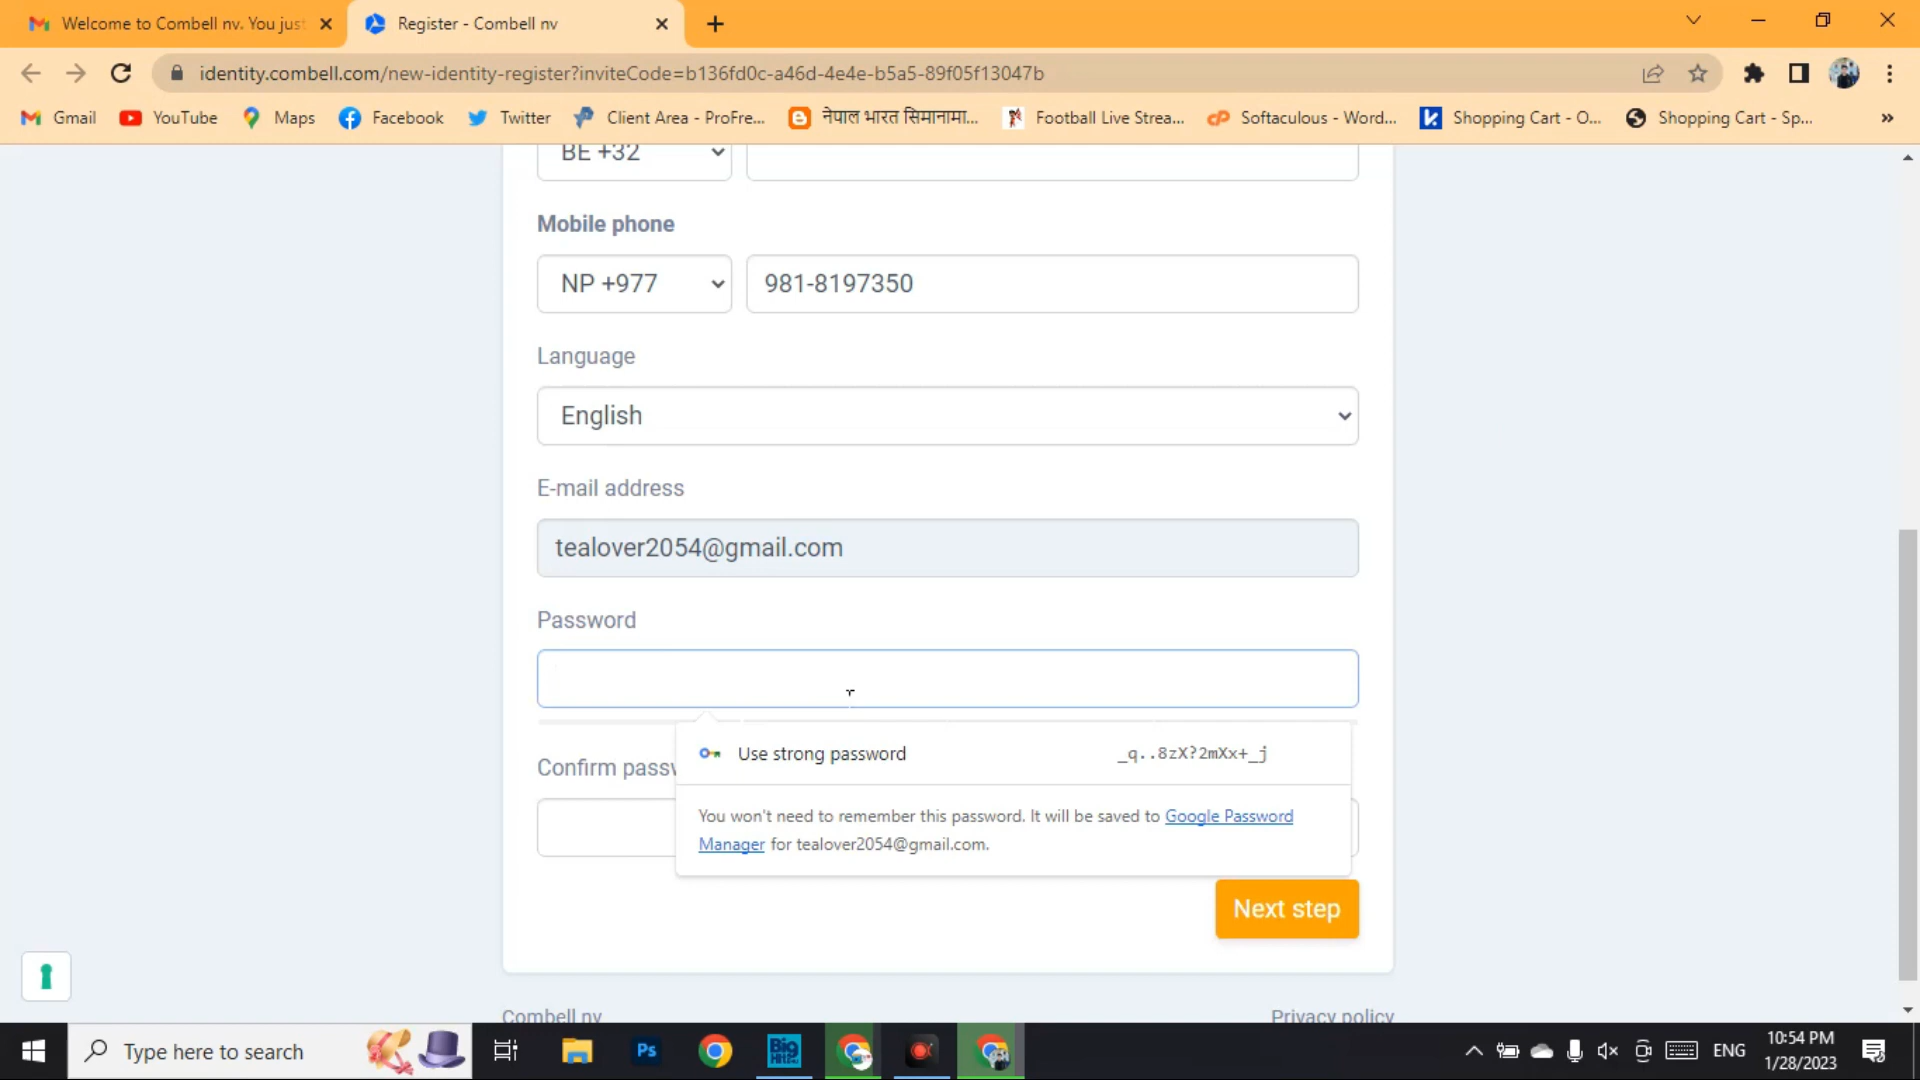 Welcome to Combell nv. You jus
Register - Combell nv
identity.combell.com/new-identity-register?inviteCode=b136fd0c-a46d-4e4e-b5a5-89f05f13047b
Gmail
YouTube
Maps
Facebook
Twitter
Client Area - ProFre...
नेपाल भारत सिमानामा...
Football Live Strea...
Softaculous - Word...
Shopping Cart - O...
Shopping Cart - Sp...
»
BE +32
Mobile phone
NP +977
981-8197350
Language
English
E-mail address
tealover2054@gmail.com
Password
Use strong password
_q..8zX?2mXx+_j
Confirm passw
You won't need to remember this password. It will be saved to Google Password
Manager for tealover2054@gmail.com.
Next step
Combell nv
Privacy policy
Type here to search
Ps
Big
ENG
10:54 PM
1/28/2023